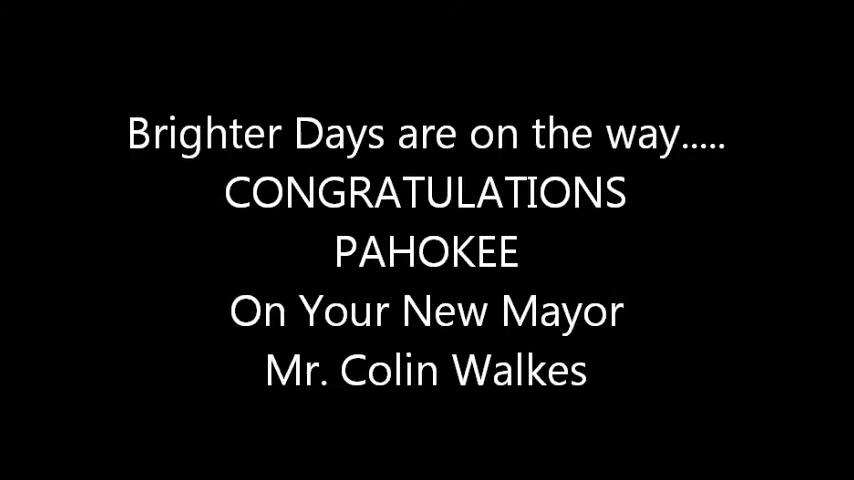 Brighter Days are on the way.....
CONGRATULATIONS
PAHOKEE
On Your New Mayor
Mr. Colin Walkes